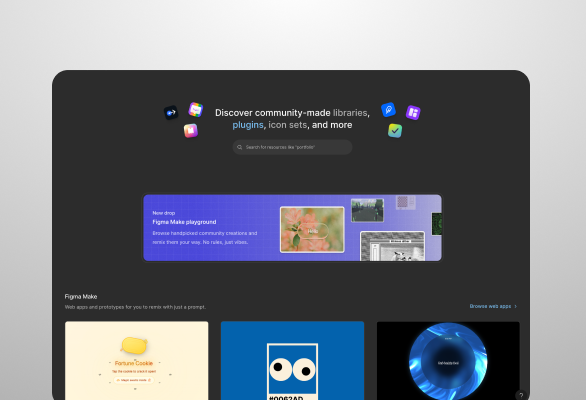 Discover community-made libraries,
plugins, icon sets, and more
Search for resources like "portfolio"
New drop
Figma Make playground
Browse handpicked community creations and
remix them your way. No rules, just vibes.
Hello
Figma Make
Web apps and prototypes for you to remix with just a prompt.
Browse web apps
Fortune Cookie
Tap the cookie to crack it open!
#0062AD
?